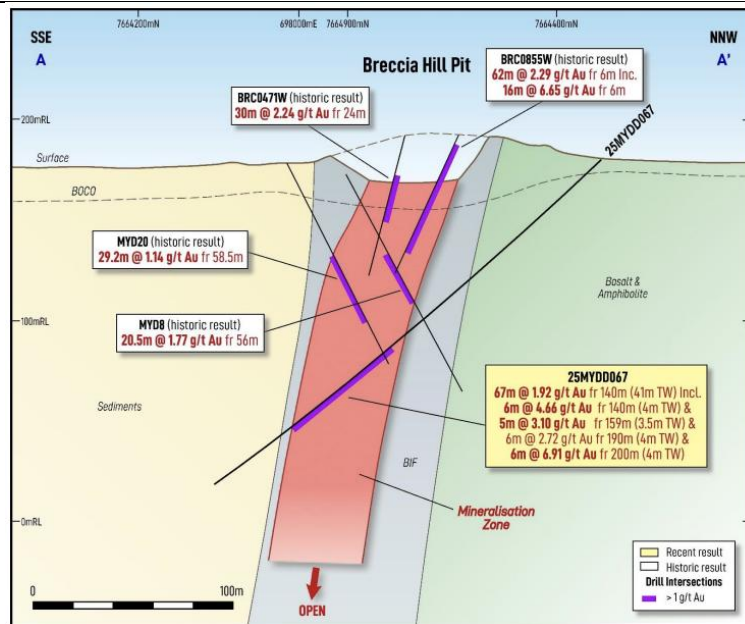 7664200mN
698000mE
7664900mN
7664400mN
SSE
A
NNW
A'
Breccia Hill Pit
BRC0855W (historic result)
62m @ 2.29 g/t Au fr 6m Inc.
16m @ 6.65 g/t Au fr 6m
BRC0471W (historic result)
30m @ 2.24 g/t Au fr 24m
25MYDD067
200mRL
Surface
BOCO
MYD20 (historic result)
29.2m @ 1.14 g/t Au fr 58.5m
Basalt &
Amphibolite
100mRL
MYD8 (historic result)
20.5m @ 1.77 g/t Au fr 56m
25MYDD067
67m @ 1.92 g/t Au fr 140m (41m TW) Incl.
6m @ 4.66 g/t Au fr 140m (4m TW) &
5m @ 3.10 g/t Au fr 159m (3.5m TW) &
6m @ 2.72 g/t Au fr 190m (4m TW) &
6m @ 6.91 g/t Au fr 200m (4m TW)
Sediments
BIF
Mineralisation
Zone
0mRL
OPEN
0
100m
Recent result
Historic result
Drill Intersections
> 1 g/t Au